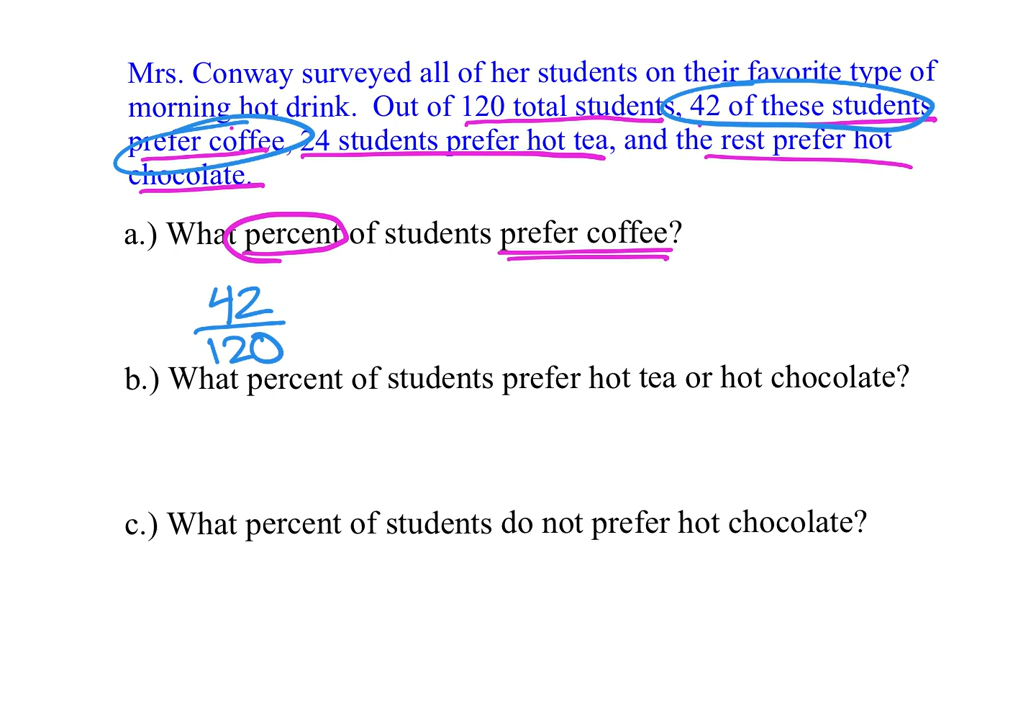 Mrs. Conway surveyed all of her students on their favorite type of
morning hot drink. Out of 120 total students, 42 of these students
prefer coffee, 24 students prefer hot tea, and the rest prefer hot
chocolate.
a.) What percent of students prefer coffee?
42
120
b.) What percent of students prefer hot tea or hot chocolate?
c.) What percent of students do not prefer hot chocolate?